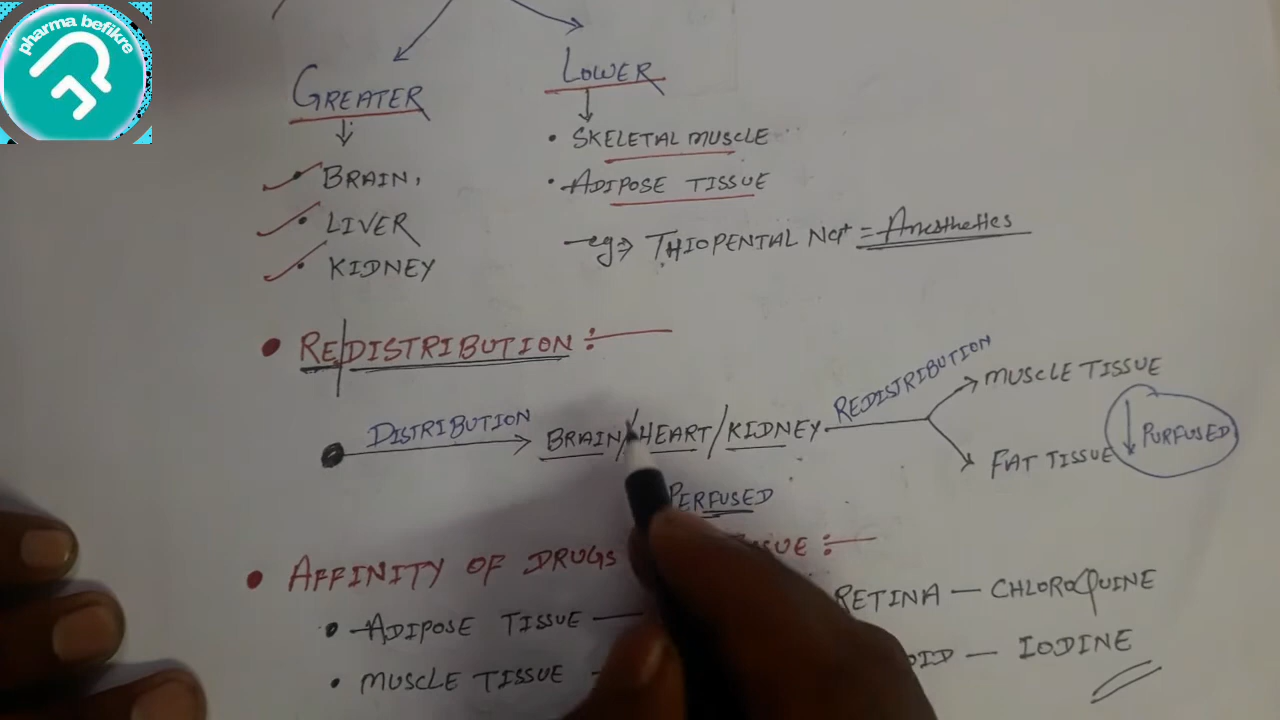 pharma befikre
GREATER
• BRAIN,
• LIVER
• KIDNEY
LOWER
• SKELETAL MUSCLE
• ADIPOSE TISSUE
eg → THIOPENTAL Na+ = Anesthetics
• REDISTRIBUTION :
DISTRIBUTION → BRAIN/HEART/KIDNEY REDISTRIBUTION → MUSCLE TISSUE
→ FAT TISSUE ↓ PURFUSED
PERFUSED
• AFFINITY OF DRUGS
• ADIPOSE TISSUE — RETINA — CHLOROQUINE
• MUSCLE TISSUE - — IODINE